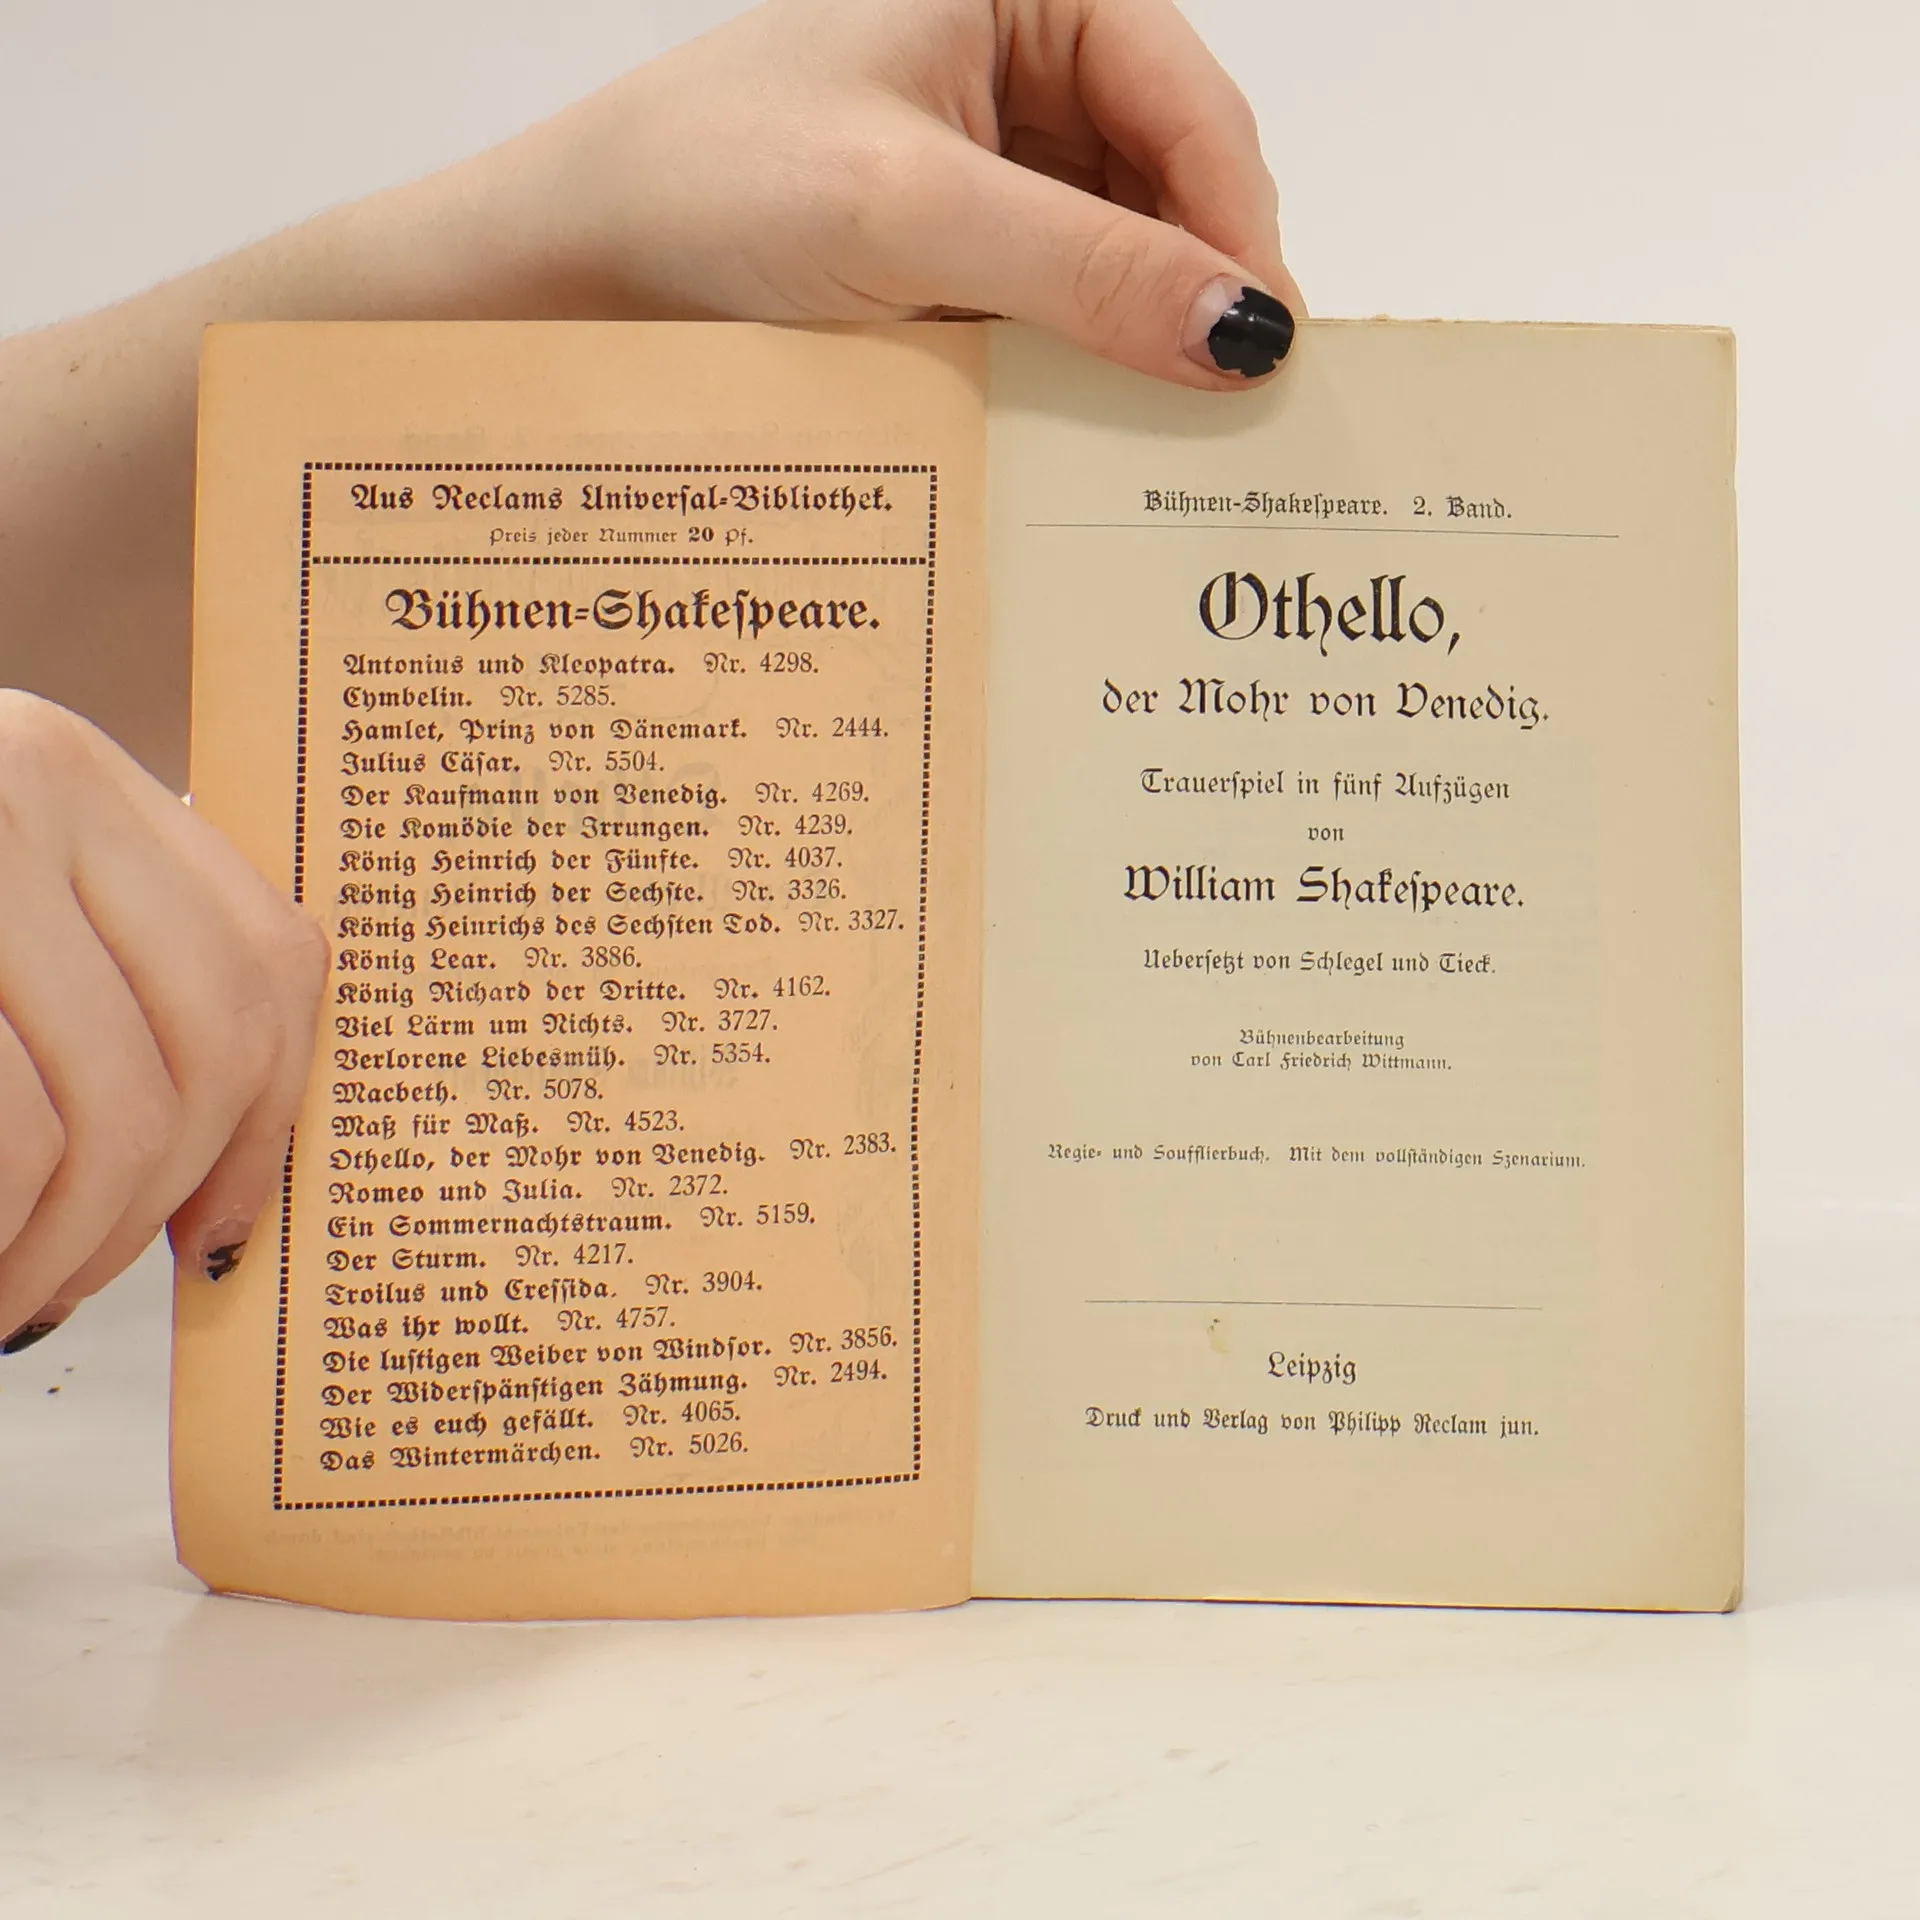 Aus Reclams Universal-Bibliothek.
Preis jeder Nummer 20 Pf.
Bühnen-Shakespeare.
Antonius und Kleopatra. Nr. 4298.
Cymbelin. Nr. 5285.
Hamlet, Prinz von Dänemark. Nr. 2444.
Julius Cäsar. Nr. 5504.
Der Kaufmann von Venedig. Nr. 4269.
Die Komödie der Irrungen. Nr. 4239.
König Heinrich der Fünfte. Nr. 4037.
König Heinrich der Sechste. Nr. 3326.
König Heinrichs des Sechsten Tod. Nr. 3327.
König Lear. Nr. 3886.
König Richard der Dritte. Nr. 4162.
Viel Lärm um Nichts. Nr. 3727.
Verlorene Liebesmüh. Nr. 5354.
Macbeth. Nr. 5078.
Maß für Maß. Nr. 4523.
Othello, der Mohr von Venedig. Nr. 2383.
Romeo und Julia. Nr. 2372.
Ein Sommernachtstraum. Nr. 5159.
Der Sturm. Nr. 4217.
Troilus und Cressida. Nr. 3904.
Was ihr wollt. Nr. 4757.
Die lustigen Weiber von Windsor. Nr. 3856.
Der Widerspänstigen Zähmung. Nr. 2494.
Wie es euch gefällt. Nr. 4065.
Das Wintermärchen. Nr. 5026.
Bühnen-Shakespeare. 2. Band.
Othello,
der Mohr von Venedig.
Trauerspiel in fünf Aufzügen
von
William Shakespeare.
Uebersetzt von Schlegel und Tieck.
Bühnenbearbeitung
von Carl Friedrich Wittmann.
Regie- und Soufflierbuch. Mit dem vollständigen Szenarium.
Leipzig
Druck und Verlag von Philipp Reclam jun.